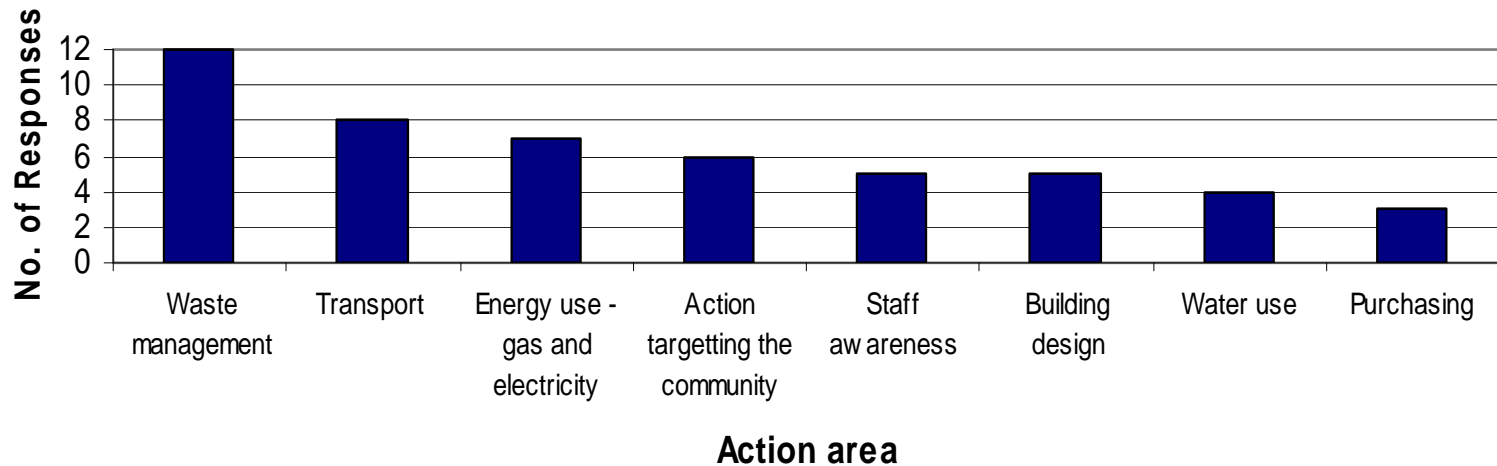 No. of Responses
12
10
8
6
4
2
0
Waste
management
Transport
Energy use -
gas and
electricity
Action
targetting the
community
Staff
aw areness
Building
design
Water use
Purchasing
Action area